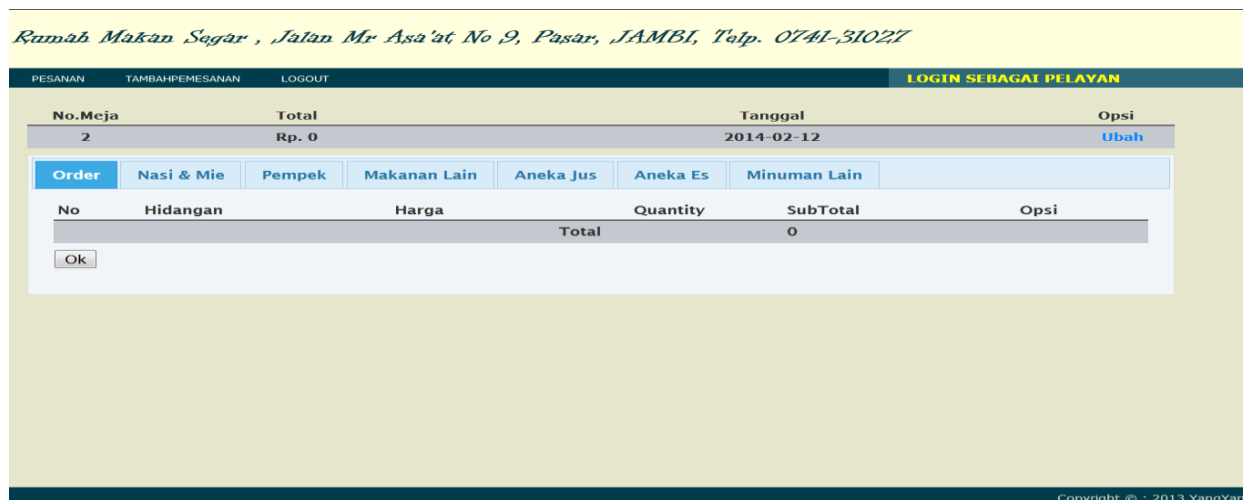 Rumah Makan Segar , Jalan Mr Asa'at No 9, Pasar, JAMBI, Telp. 0741-31027
PESANAN TAMBAHPEMESANAN LOGOUT LOGIN SEBAGAI PELAYAN
No.Meja Total Tanggal Opsi
2 Rp. 0 2014-02-12 Ubah
Order Nasi & Mie Pempek Makanan Lain Aneka Jus Aneka Es Minuman Lain
No Hidangan Harga Quantity SubTotal Opsi
Total 0
Ok
Copyright © : 2013